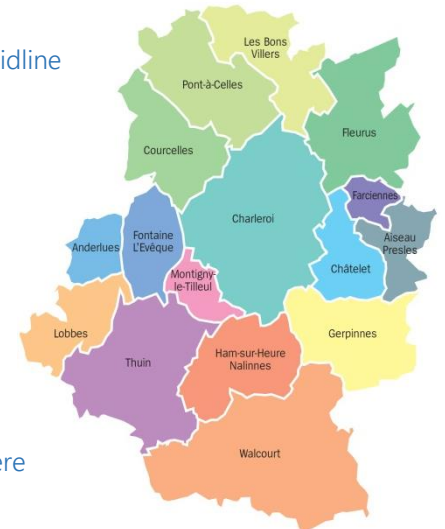 Les Bons
Villers
idline
Pont-à-Celles
Fleurus
Courcelles
Farciennes
Charleroi
Fontaine
L'Evêque
Anderlues
Aiseau
Presles
Châtelet
Montigny-
le-Tilleul
Lobbes
Gerpinnes
Thuin
Ham-sur-Heure
Nalinnes
Walcourt
ère